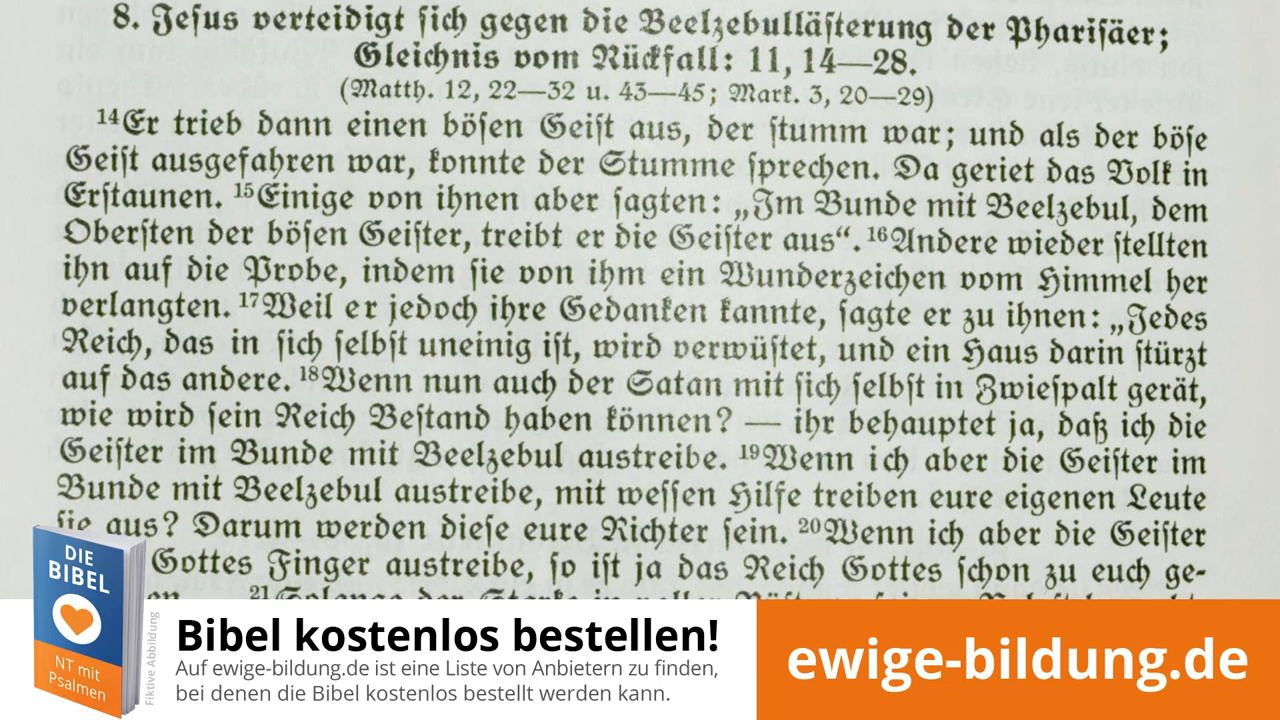 8. Jesus verteidigt sich gegen die Beelzebullästerung der Pharisäer;
Gleichnis vom Rückfall: 11, 14—28.
(Matth. 12, 22—32 u. 43—45; Mark. 3, 20—29)
14Er trieb dann einen bösen Geist aus, der stumm war; und als der böse
Geist ausgefahren war, konnte der Stumme sprechen. Da geriet das Volk in
Erstaunen. 15Einige von ihnen aber sagten: „Im Bunde mit Beelzebul, dem
Obersten der bösen Geister, treibt er die Geister aus“. 16Andere wieder stellten
ihn auf die Probe, indem sie von ihm ein Wunderzeichen vom Himmel her
verlangten. 17Weil er jedoch ihre Gedanken kannte, sagte er zu ihnen: „Jedes
Reich, das in sich selbst uneinig ist, wird verwüstet, und ein Haus darin stürzt
auf das andere. 18Wenn nun auch der Satan mit sich selbst in Zwiespalt gerät,
wie wird sein Reich Bestand haben können? — ihr behauptet ja, daß ich die
Geister im Bunde mit Beelzebul austreibe. 19Wenn ich aber die Geister im
Bunde mit Beelzebul austreibe, mit wessen Hilfe treiben eure eigenen Leute
sie aus? Darum werden diese eure Richter sein. 20Wenn ich aber die Geister
Gottes Finger austreibe, so ist ja das Reich Gottes schon zu euch ge-
21Solange der Starke in
DIE
BIBEL
NT mit
Psalmen
Fiktive Abbildung
Bibel kostenlos bestellen!
Auf ewige-bildung.de ist eine Liste von Anbietern zu finden,
bei denen die Bibel kostenlos bestellt werden kann.
ewige-bildung.de